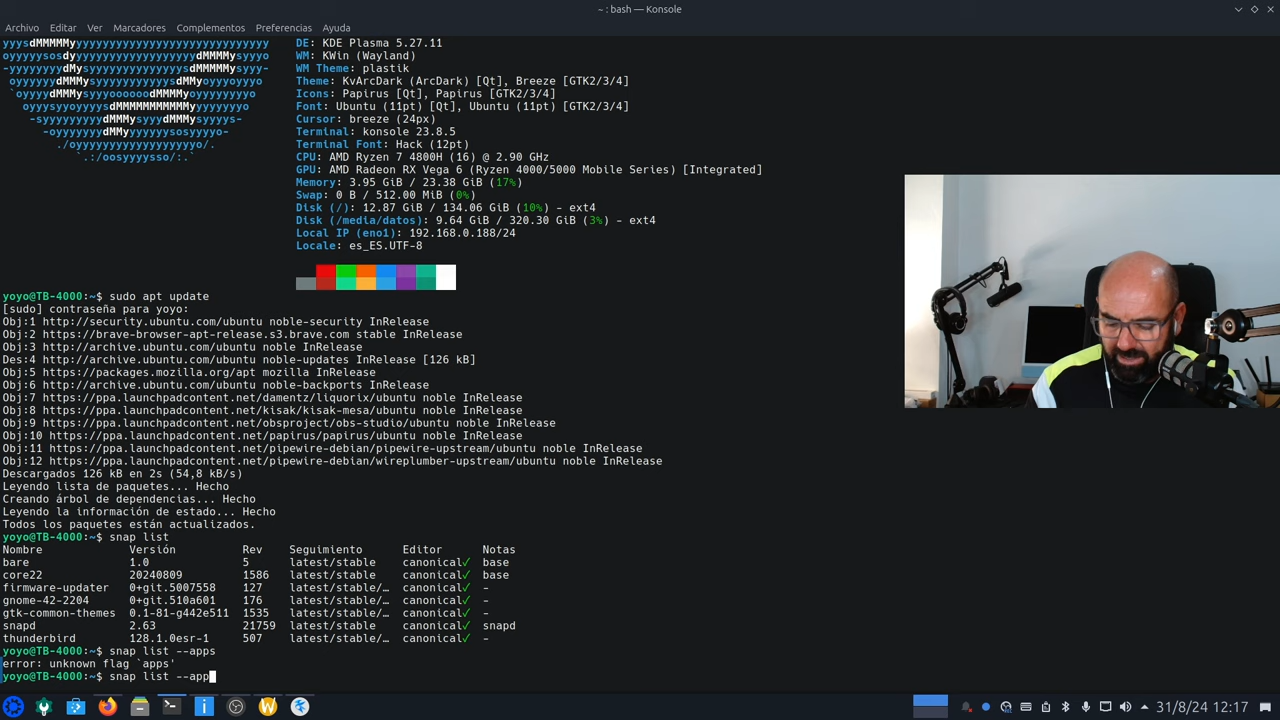 ~ : bash — Konsole
Archivo Editar Ver Marcadores Complementos Preferencias Ayuda
yyysdMMMMyyyyyyyyyyyyyyyyyyyyyyyyyyyyyy DE: KDE Plasma 5.27.11
oyyyyysosdyyyyyyyyyyyyyyyyyyydMMMMysyyyo WM: KWin (Wayland)
-yyyyyyyydMysyyyyyyyyyyyyyysdMMMMMysyyy- WM Theme: plastik
oyyyyyydMMMysyyyyyyyyyyysdMMyoyyyoyyyo Theme: KvArcDark (ArcDark) [Qt], Breeze [GTK2/3/4]
`oyyyydMMMysyyyoooooodMMMMyoyyyyyyyyo Icons: Papirus [Qt], Papirus [GTK2/3/4]
oyyysyyoyyyysdMMMMMMMMMMMyyyyyyyo Font: Ubuntu (11pt) [Qt], Ubuntu (11pt) [GTK2/3/4]
-syyyyyyyydMMMysyyydMMMysyyyys- Cursor: breeze (24px)
-oyyyyyyydMMyyyyyysosyyyyo- Terminal: konsole 23.8.5
Terminal Font: Hack (12pt)
./oyyyyyyyyyyyyyyyyyyo/.
`.:/oosyyyysso/:.` CPU: AMD Ryzen 7 4800H (16) @ 2.90 GHz
GPU: AMD Radeon RX Vega 6 (Ryzen 4000/5000 Mobile Series) [Integrated]
Memory: 3.95 GiB / 23.38 GiB (17%)
Swap: 0 B / 512.00 MiB (0%)
Disk (/): 12.87 GiB / 134.06 GiB (10%) - ext4
Disk (/media/datos): 9.64 GiB / 320.30 GiB (3%) - ext4
Local IP (eno1): 192.168.0.188/24
Locale: es_ES.UTF-8
yoyo@TB-4000:~$ sudo apt update
[sudo] contraseña para yoyo:
Obj:1 http://security.ubuntu.com/ubuntu noble-security InRelease
Obj:2 https://brave-browser-apt-release.s3.brave.com stable InRelease
Obj:3 http://archive.ubuntu.com/ubuntu noble InRelease
Des:4 http://archive.ubuntu.com/ubuntu noble-updates InRelease [126 kB]
Obj:5 https://packages.mozilla.org/apt mozilla InRelease
Obj:6 http://archive.ubuntu.com/ubuntu noble-backports InRelease
Obj:7 https://ppa.launchpadcontent.net/damentz/liquorix/ubuntu noble InRelease
Obj:8 https://ppa.launchpadcontent.net/kisak/kisak-mesa/ubuntu noble InRelease
Obj:9 https://ppa.launchpadcontent.net/obsproject/obs-studio/ubuntu noble InRelease
Obj:10 https://ppa.launchpadcontent.net/papirus/papirus/ubuntu noble InRelease
Obj:11 https://ppa.launchpadcontent.net/pipewire-debian/pipewire-upstream/ubuntu noble InRelease
Obj:12 https://ppa.launchpadcontent.net/pipewire-debian/wireplumber-upstream/ubuntu noble InRelease
Descargados 126 kB en 2s (54,8 kB/s)
Leyendo lista de paquetes... Hecho
Creando árbol de dependencias... Hecho
Leyendo la información de estado... Hecho
Todos los paquetes están actualizados.
yoyo@TB-4000:~$ snap list
Nombre Versión Rev Seguimiento Editor Notas
bare 1.0 5 latest/stable canonical✓ base
core22 20240809 1586 latest/stable canonical✓ base
firmware-updater 0+git.5007558 127 latest/stable/… canonical✓ -
gnome-42-2204 0+git.510a601 176 latest/stable/… canonical✓ -
gtk-common-themes 0.1-81-g442e511 1535 latest/stable/… canonical✓ -
snapd 2.63 21759 latest/stable canonical✓ snapd
thunderbird 128.1.0esr-1 507 latest/stable/… canonical✓ -
yoyo@TB-4000:~$ snap list --apps
error: unknown flag `apps'
yoyo@TB-4000:~$ snap list --app
31/8/24 12:17